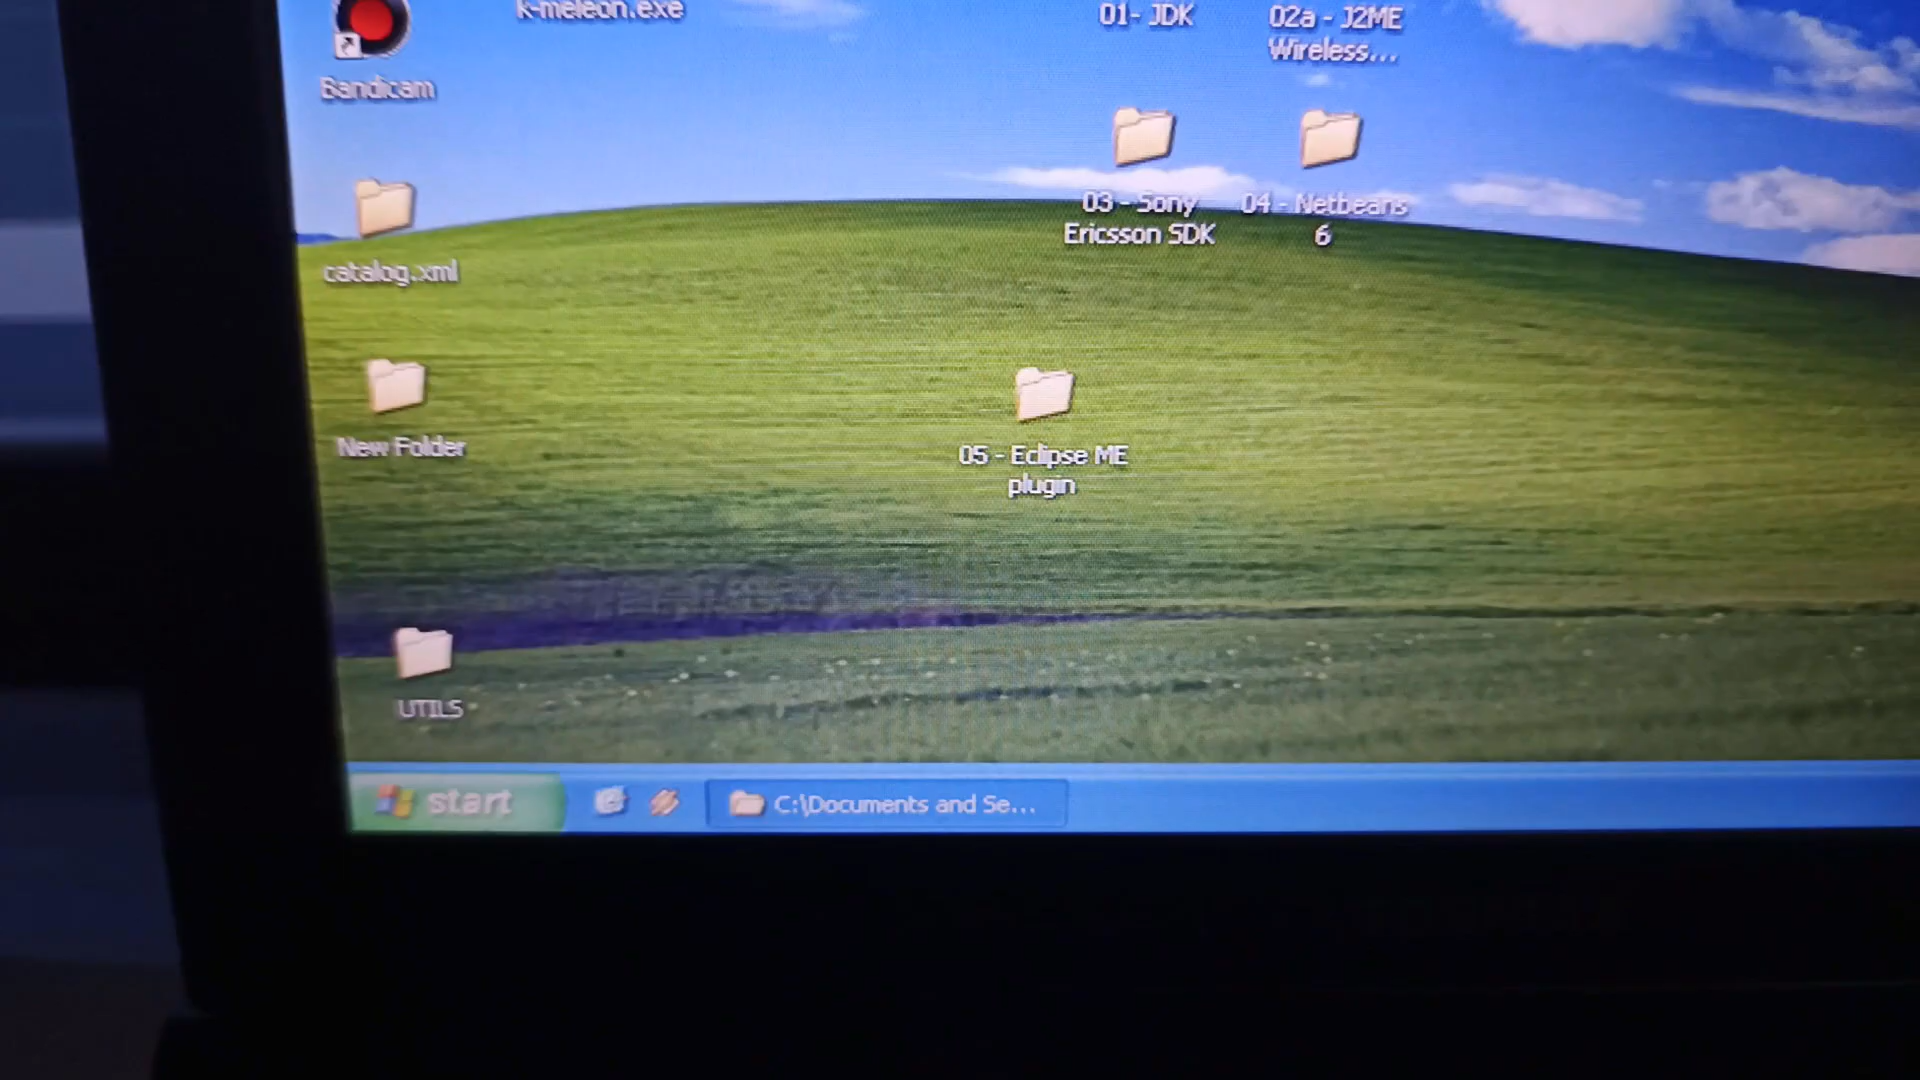 k-meleon.exe
01- JDK
02a - J2ME
Wireless...
Bandicam
03 - Sony
Ericsson SDK
04 - Netbeans
6
catalog.xml
New Folder
05 - Eclipse ME
plugin
UTILS
start
C:\Documents and Se...